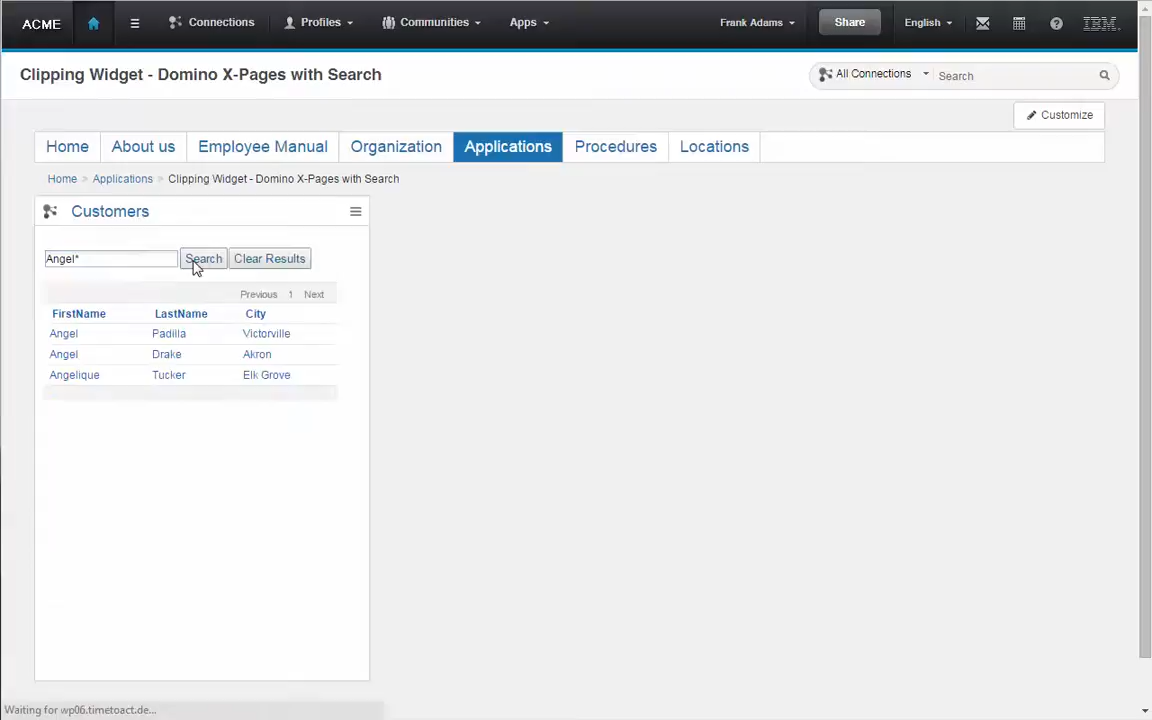 ACME Connections Profiles Communities Apps Frank Adams Share English IBM.
Clipping Widget - Domino X-Pages with Search
All Connections Search
Customize
Home About us Employee Manual Organization Applications Procedures Locations
Home > Applications > Clipping Widget - Domino X-Pages with Search
Customers
Angel* Search Clear Results
Previous 1 Next
FirstName LastName City
Angel Padilla Victorville
Angel Drake Akron
Angelique Tucker Elk Grove
Waiting for wp06.timetoact.de...